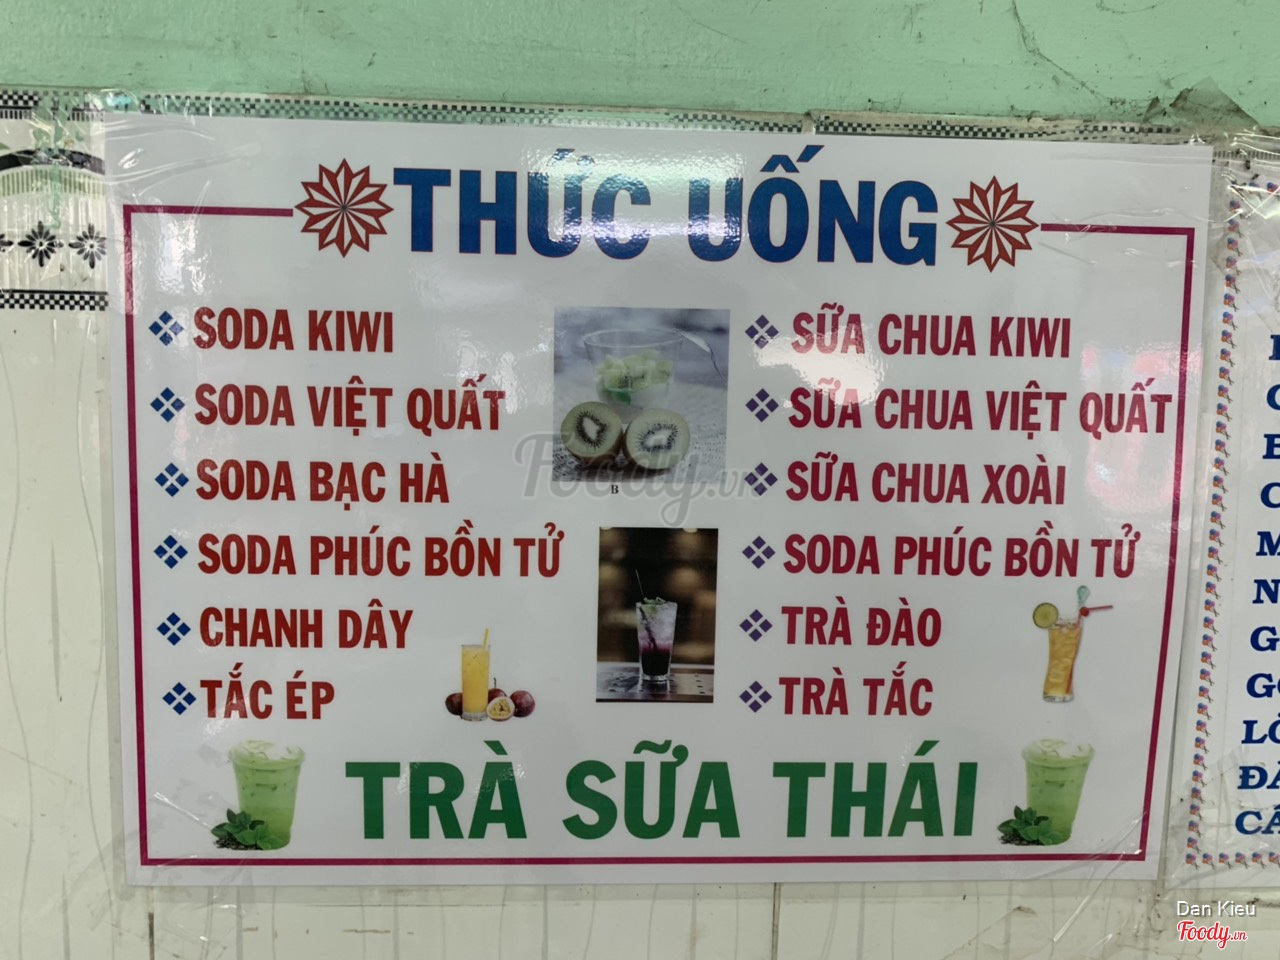 THỨC UỐNG
SODA KIWI
SODA VIỆT QUẤT
SODA BẠC HÀ
SODA PHÚC BỒN TỬ
CHANH DÂY
TẮC ÉP
B
SỮA CHUA KIWI
SỮA CHUA VIỆT QUẤT
SỮA CHUA XOÀI
SODA PHÚC BỒN TỬ
TRÀ ĐÀO
TRÀ TẮC
TRÀ SỮA THÁI
Foody.vn
Dan Kieu
Foody.vn